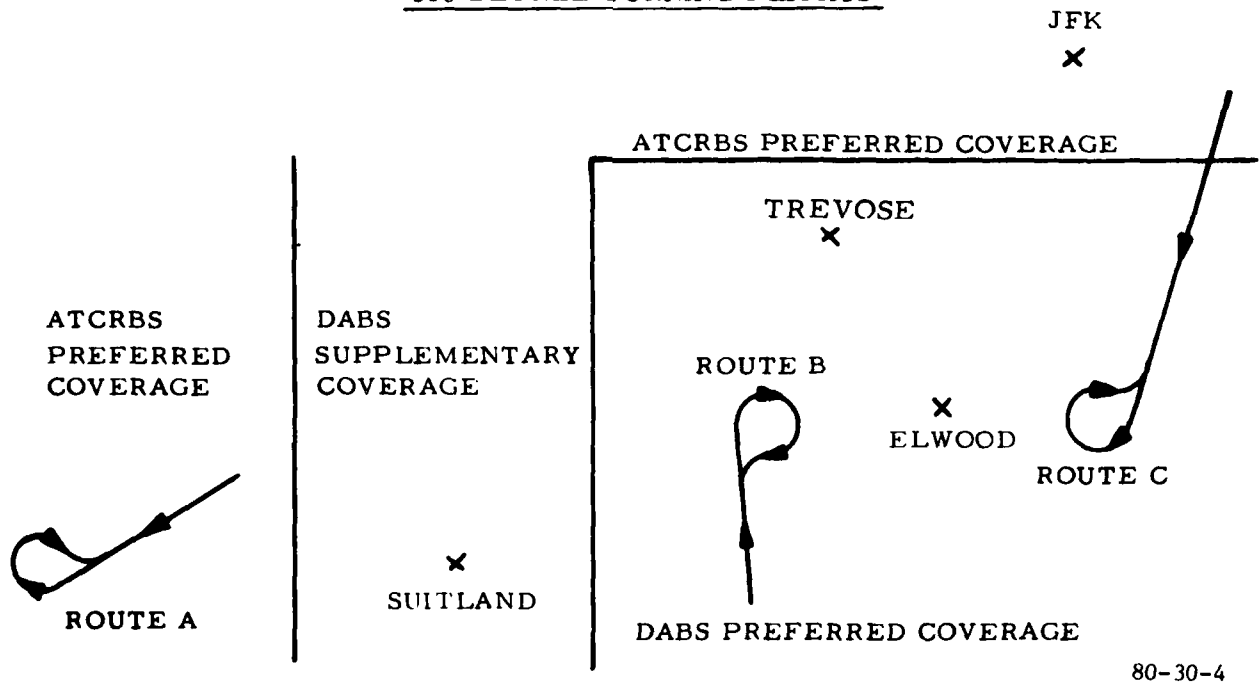 JFK
ATCRBS PREFERRED COVERAGE
TREVOSE
ATCRBS
PREFERRED
COVERAGE
DABS
SUPPLEMENTARY
COVERAGE
ROUTE B
ELWOOD
ROUTE C
SUITLAND
ROUTE A
DABS PREFERRED COVERAGE
80-30-4